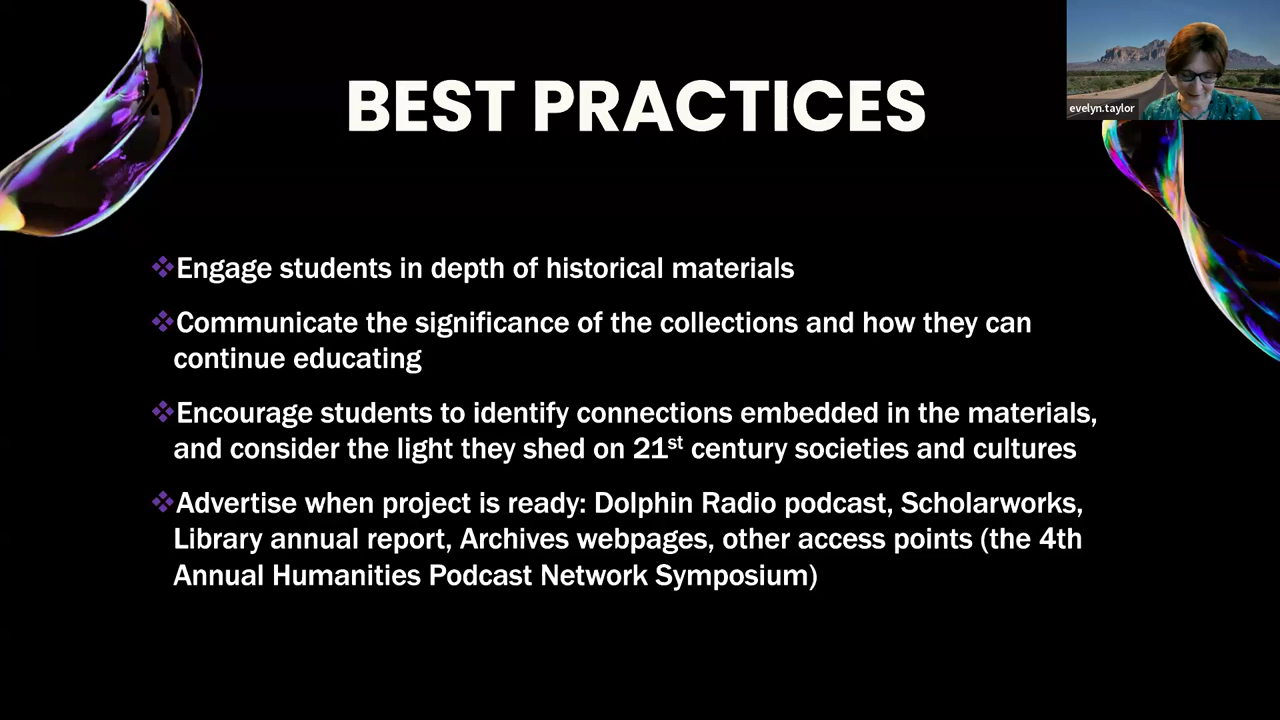 BEST PRACTICES
evelyn.taylor
❖Engage students in depth of historical materials
❖Communicate the significance of the collections and how they can
continue educating
❖Encourage students to identify connections embedded in the materials,
and consider the light they shed on 21st century societies and cultures
❖Advertise when project is ready: Dolphin Radio podcast, Scholarworks,
Library annual report, Archives webpages, other access points (the 4th
Annual Humanities Podcast Network Symposium)